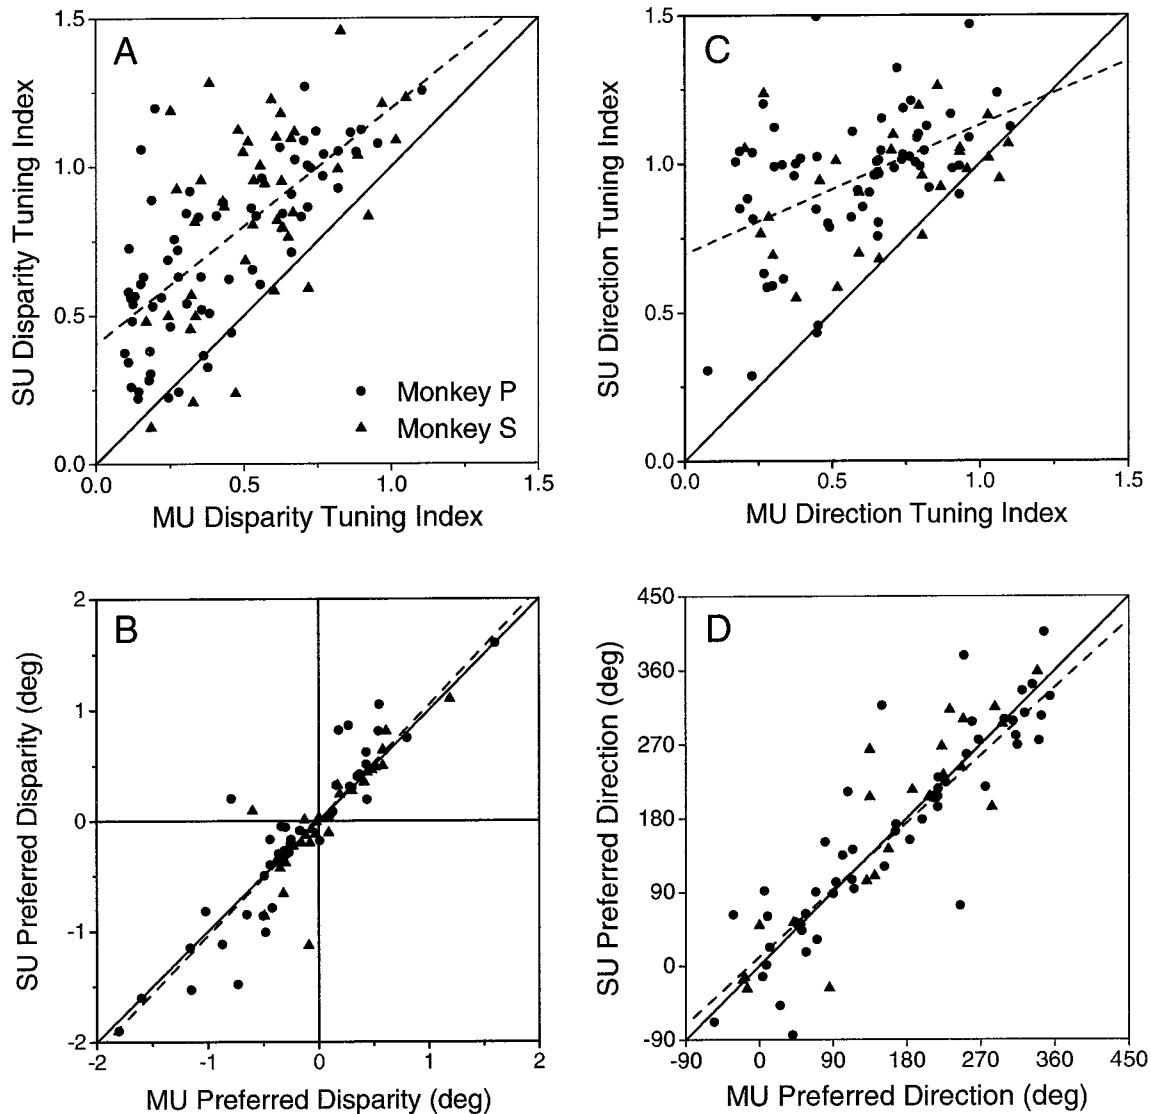 A
1.5
1.0
0.5
0.0
SU Disparity Tuning Index
Monkey P
Monkey S
0.0 0.5 1.0 1.5
MU Disparity Tuning Index
C
1.5
1.0
0.5
0.0
SU Direction Tuning Index
0.0 0.5 1.0 1.5
MU Direction Tuning Index
B
2
1
0
-1
-2
SU Preferred Disparity (deg)
-2 -1 0 1 2
MU Preferred Disparity (deg)
D
450
360
270
180
90
0
-90
SU Preferred Direction (deg)
-90 0 90 180 270 360 450
MU Preferred Direction (deg)